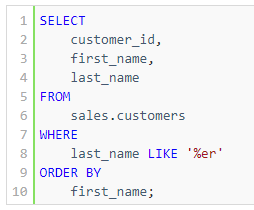 1 SELECT
2     customer_id,
3     first_name,
4     last_name
5 FROM
6     sales.customers
7 WHERE
8     last_name LIKE '%er'
9 ORDER BY
10     first_name;